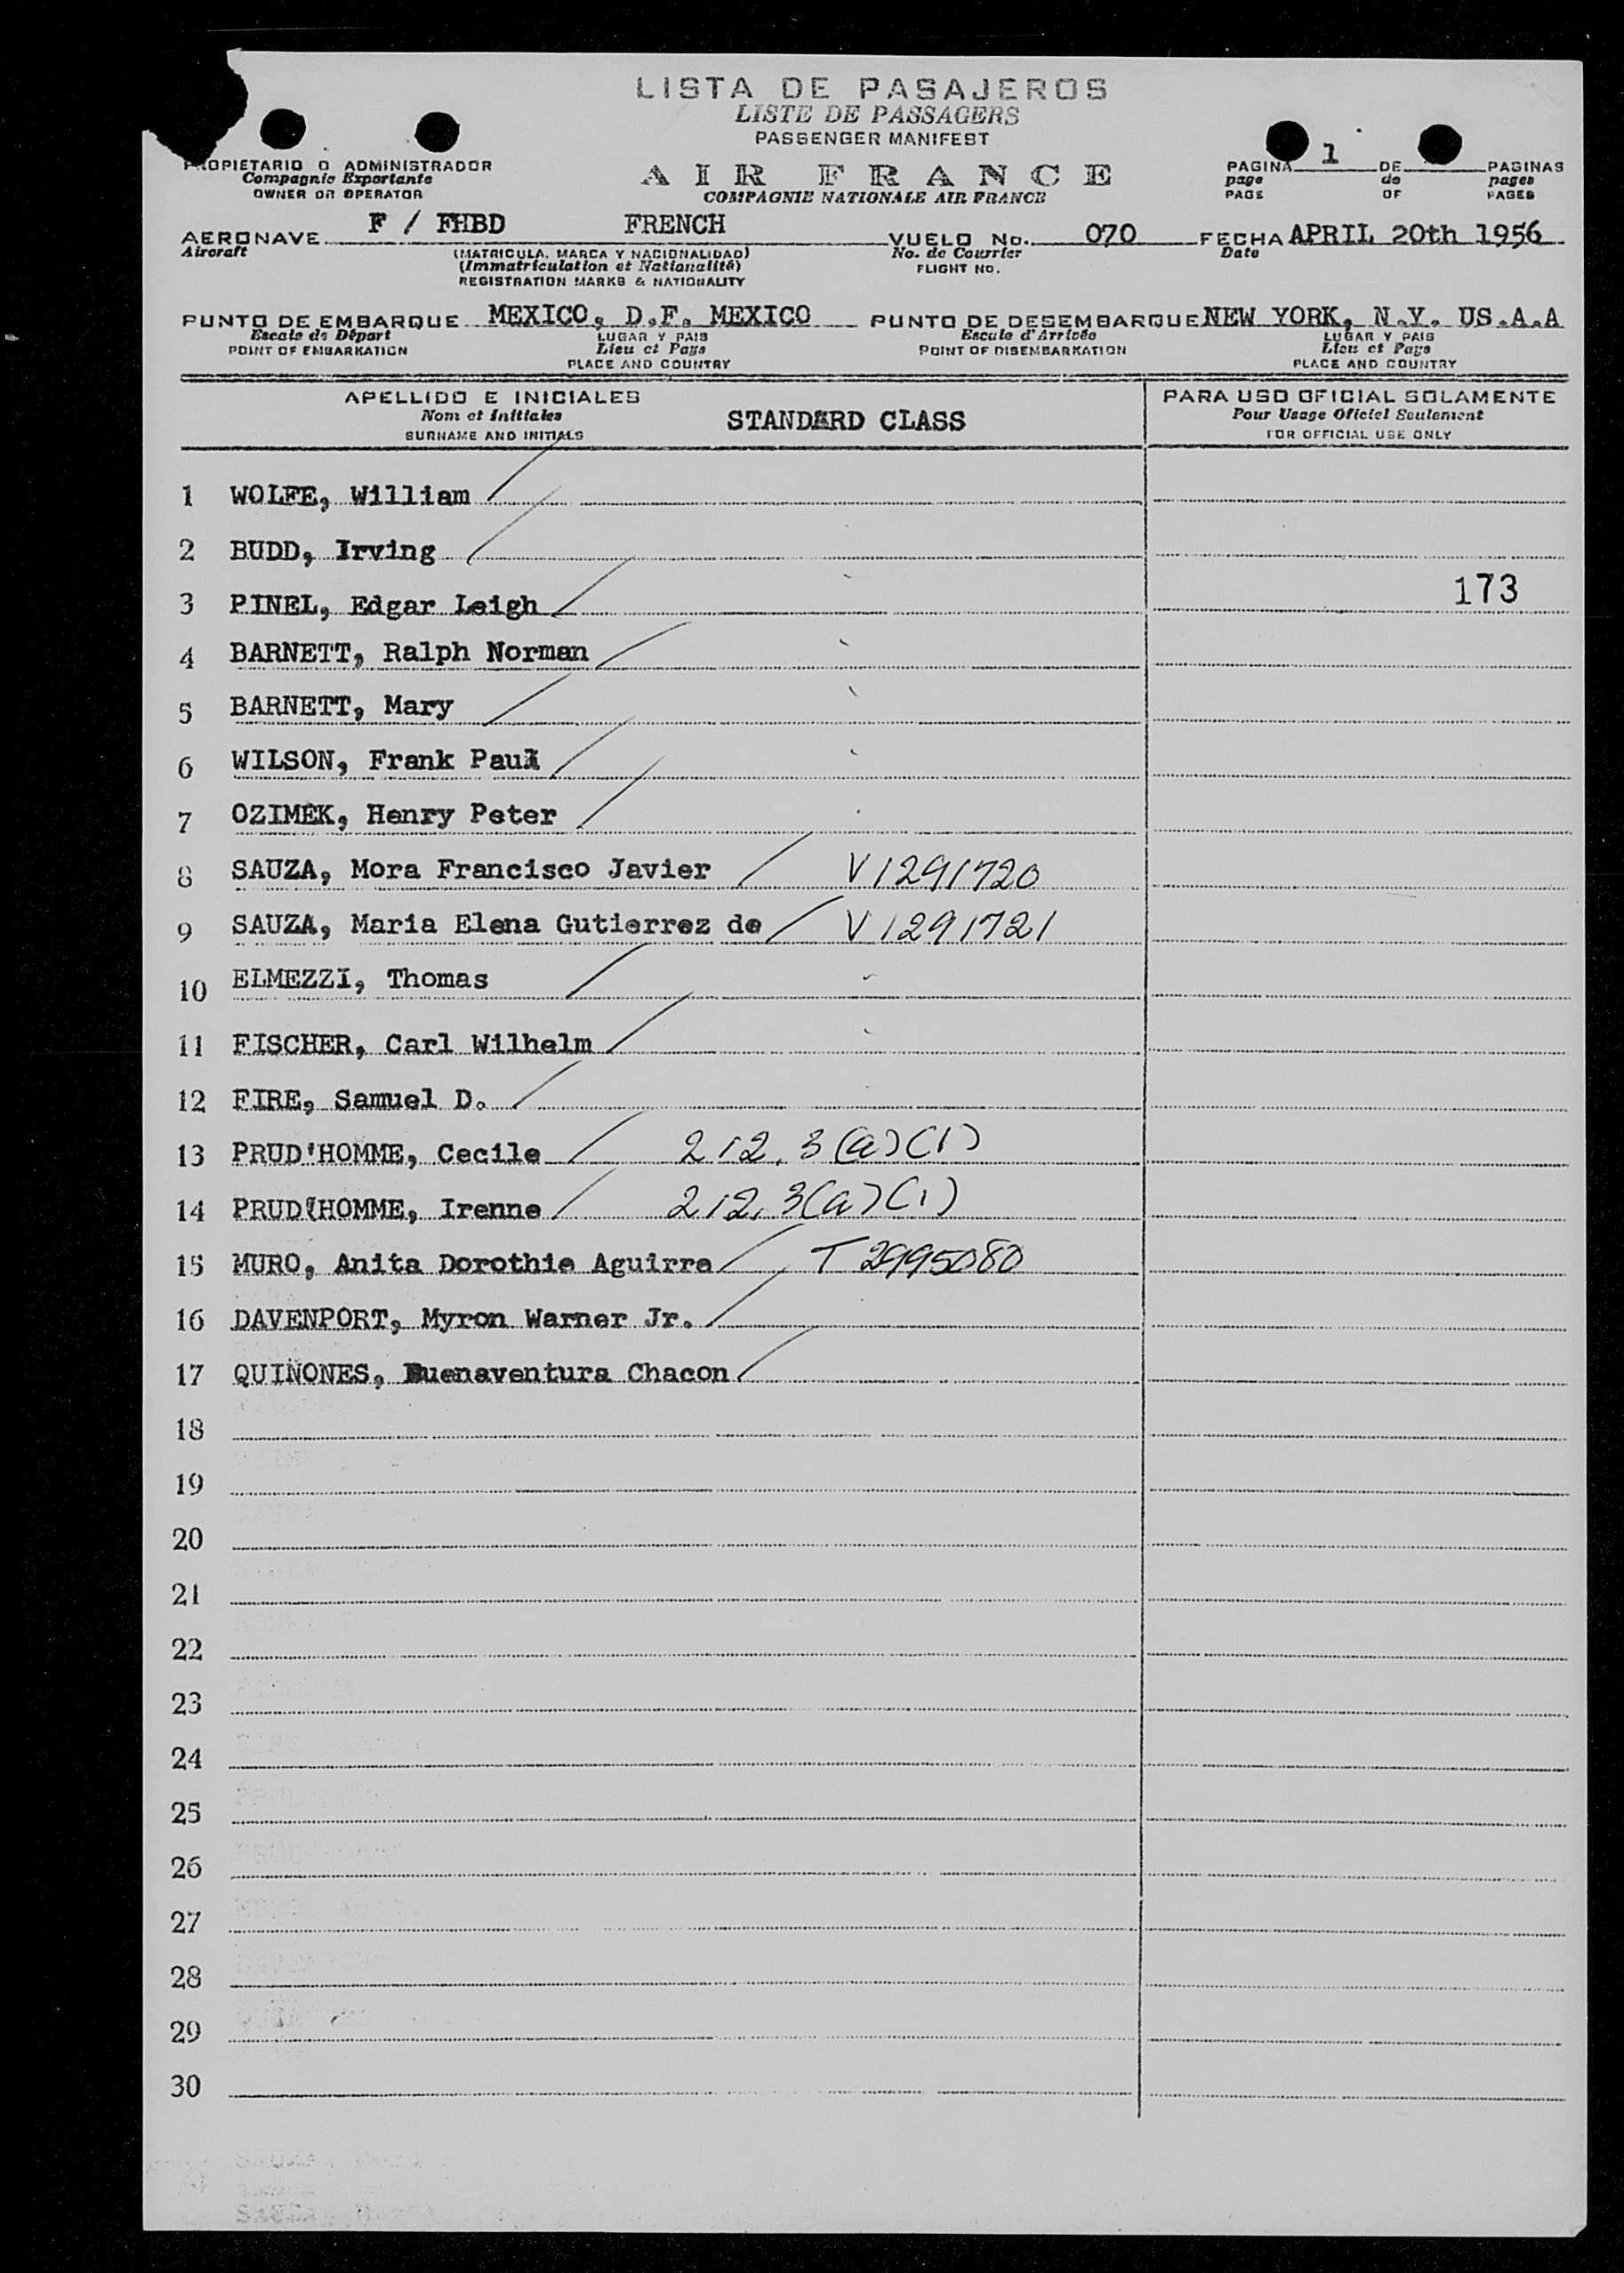 LISTA DE PASAJEROS
LISTE DE PASSAGERS
PASSENGER MANIFEST
PROPIETARIO O ADMINISTRADOR
Compagnie Exportante
OWNER OR OPERATOR
AIR FRANCE
COMPAGNIE NATIONALE AIR FRANCE
PAGINA 1 DE PAGINAS
page de pages
PAGE OF PAGES
AERONAVE F / FHBD FRENCH VUELO No. 070 FECHA APRIL 20th 1956
Aircraft (MATRICULA, MARCA Y NACIONALIDAD) No. de Courrier Date
(Immatriculation et Nationalité) FLIGHT NO.
REGISTRATION MARKS & NATIONALITY
PUNTO DE EMBARQUE MEXICO, D.F. MEXICO PUNTO DE DESEMBARQUE NEW YORK, N.Y. US.A.A
Escale de Départ LUGAR Y PAIS Escale d'Arrivée LUGAR Y PAIS
POINT OF EMBARKATION Lieu et Pays POINT OF DISEMBARKATION Lieu et Pays
PLACE AND COUNTRY PLACE AND COUNTRY
APELLIDO E INICIALES PARA USO OFICIAL SOLAMENTE
Nom et Initiales STANDARD CLASS Pour Usage Oficiel Seulement
SURNAME AND INITIALS FOR OFFICIAL USE ONLY
1 WOLFE, William
2 BUDD, Irving
3 PINEL, Edgar Leigh 173
4 BARNETT, Ralph Norman
5 BARNETT, Mary
6 WILSON, Frank Paul
7 OZIMEK, Henry Peter
8 SAUZA, Mora Francisco Javier V1291720
9 SAUZA, Maria Elena Gutierrez de V1291721
10 ELMEZZI, Thomas
11 FISCHER, Carl Wilhelm
12 FIRE, Samuel D.
13 PRUD'HOMME, Cecile 212.3(a)(1)
14 PRUD'HOMME, Irenne 212.3(a)(1)
15 MURO, Anita Dorothie Aguirre T 2995080
16 DAVENPORT, Myron Warner Jr.
17 QUIÑONES, Buenaventura Chacon
18
19
20
21
22
23
24
25
26
27
28
29
30